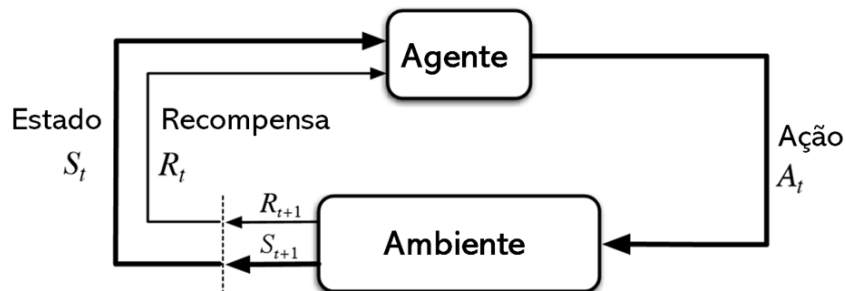 Agente
Estado
S_t
Recompensa
R_t
Ação
A_t
R_{t+1}
S_{t+1}
Ambiente